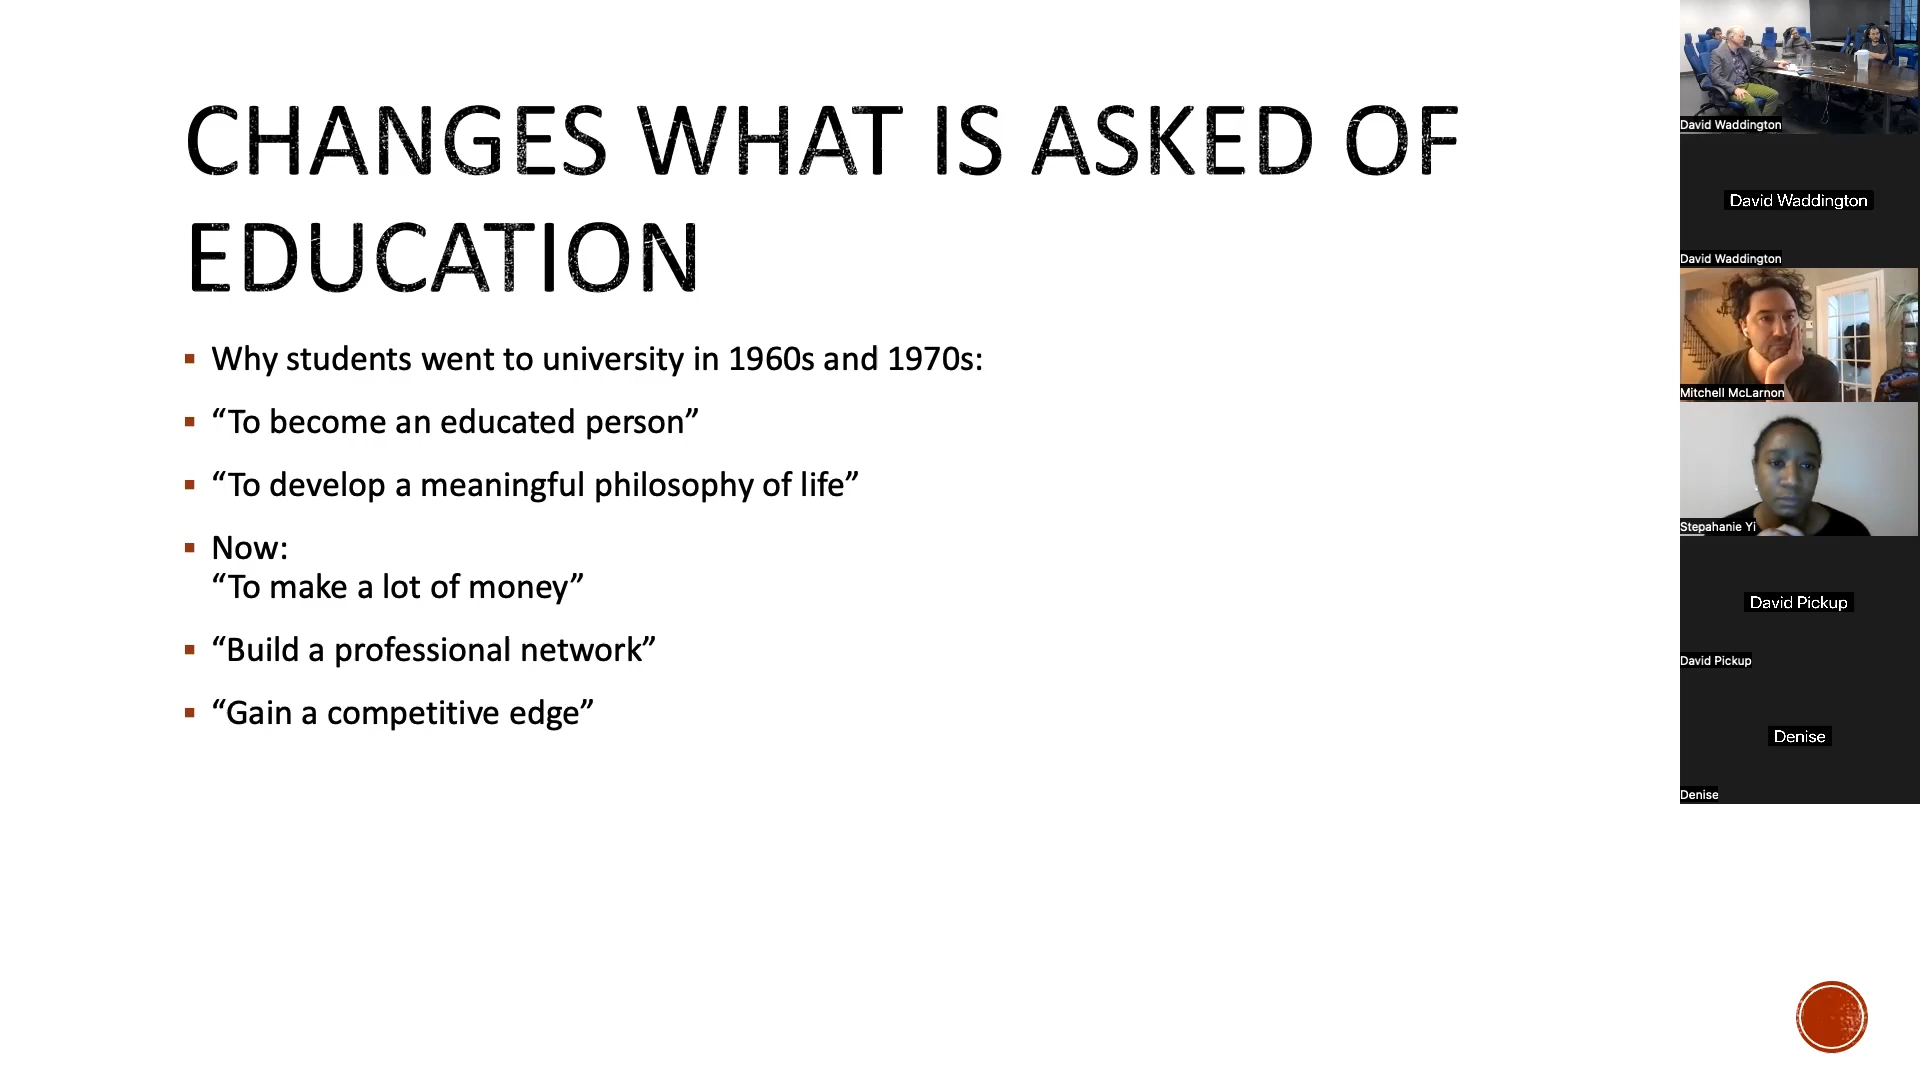 CHANGES WHAT IS ASKED OF
EDUCATION
Why students went to university in 1960s and 1970s:
“To become an educated person”
“To develop a meaningful philosophy of life”
Now:
“To make a lot of money”
“Build a professional network”
“Gain a competitive edge”
David Waddington
David Waddington
David Waddington
Mitchell McLarnon
Stepahanie Yi
David Pickup
David Pickup
Denise
Denise